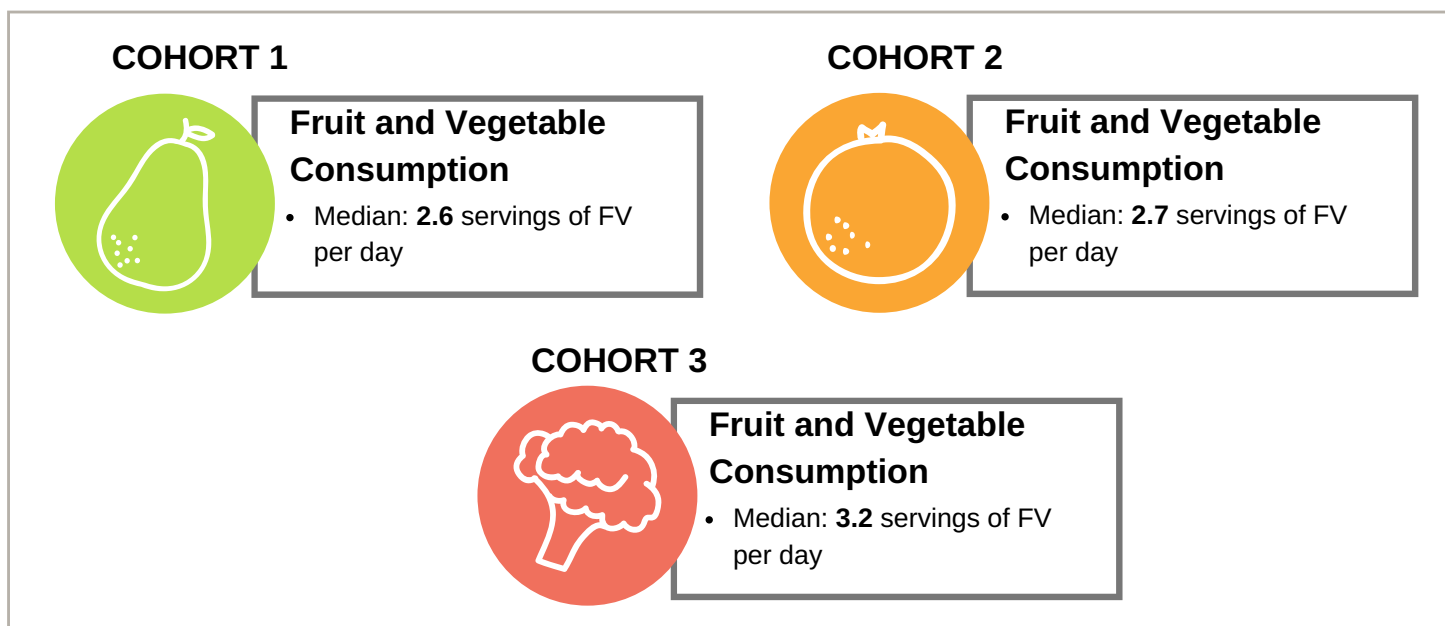 COHORT 1
Fruit and Vegetable
Consumption
• Median: 2.6 servings of FV
per day
COHORT 2
Fruit and Vegetable
Consumption
• Median: 2.7 servings of FV
per day
COHORT 3
Fruit and Vegetable
Consumption
• Median: 3.2 servings of FV
per day